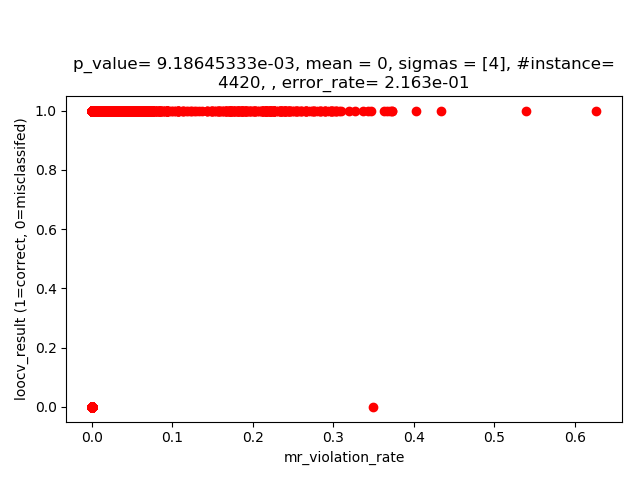 p_value= 9.18645333e-03, mean = 0, sigmas = [4], #instance=
4420, , error_rate= 2.163e-01
loocv_result (1=correct, 0=misclassifed)
1.0
0.8
0.6
0.4
0.2
0.0
0.0 0.1 0.2 0.3 0.4 0.5 0.6
mr_violation_rate